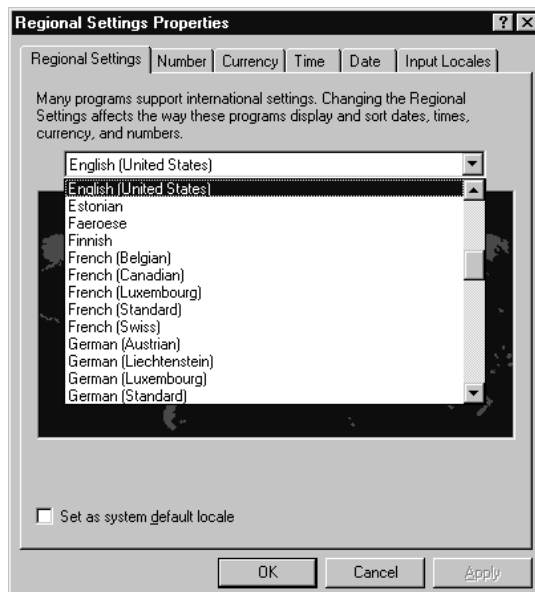 Regional Settings Properties
Regional Settings
Number
Currency
Time
Date
Input Locales
Many programs support international settings. Changing the Regional
Settings affects the way these programs display and sort dates, times,
currency, and numbers.
English (United States)
English (United States)
Estonian
Faeroese
Finnish
French (Belgian)
French (Canadian)
French (Luxembourg)
French (Standard)
French (Swiss)
German (Austrian)
German (Liechtenstein)
German (Luxembourg)
German (Standard)
Set as system default locale
OK
Cancel
Apply